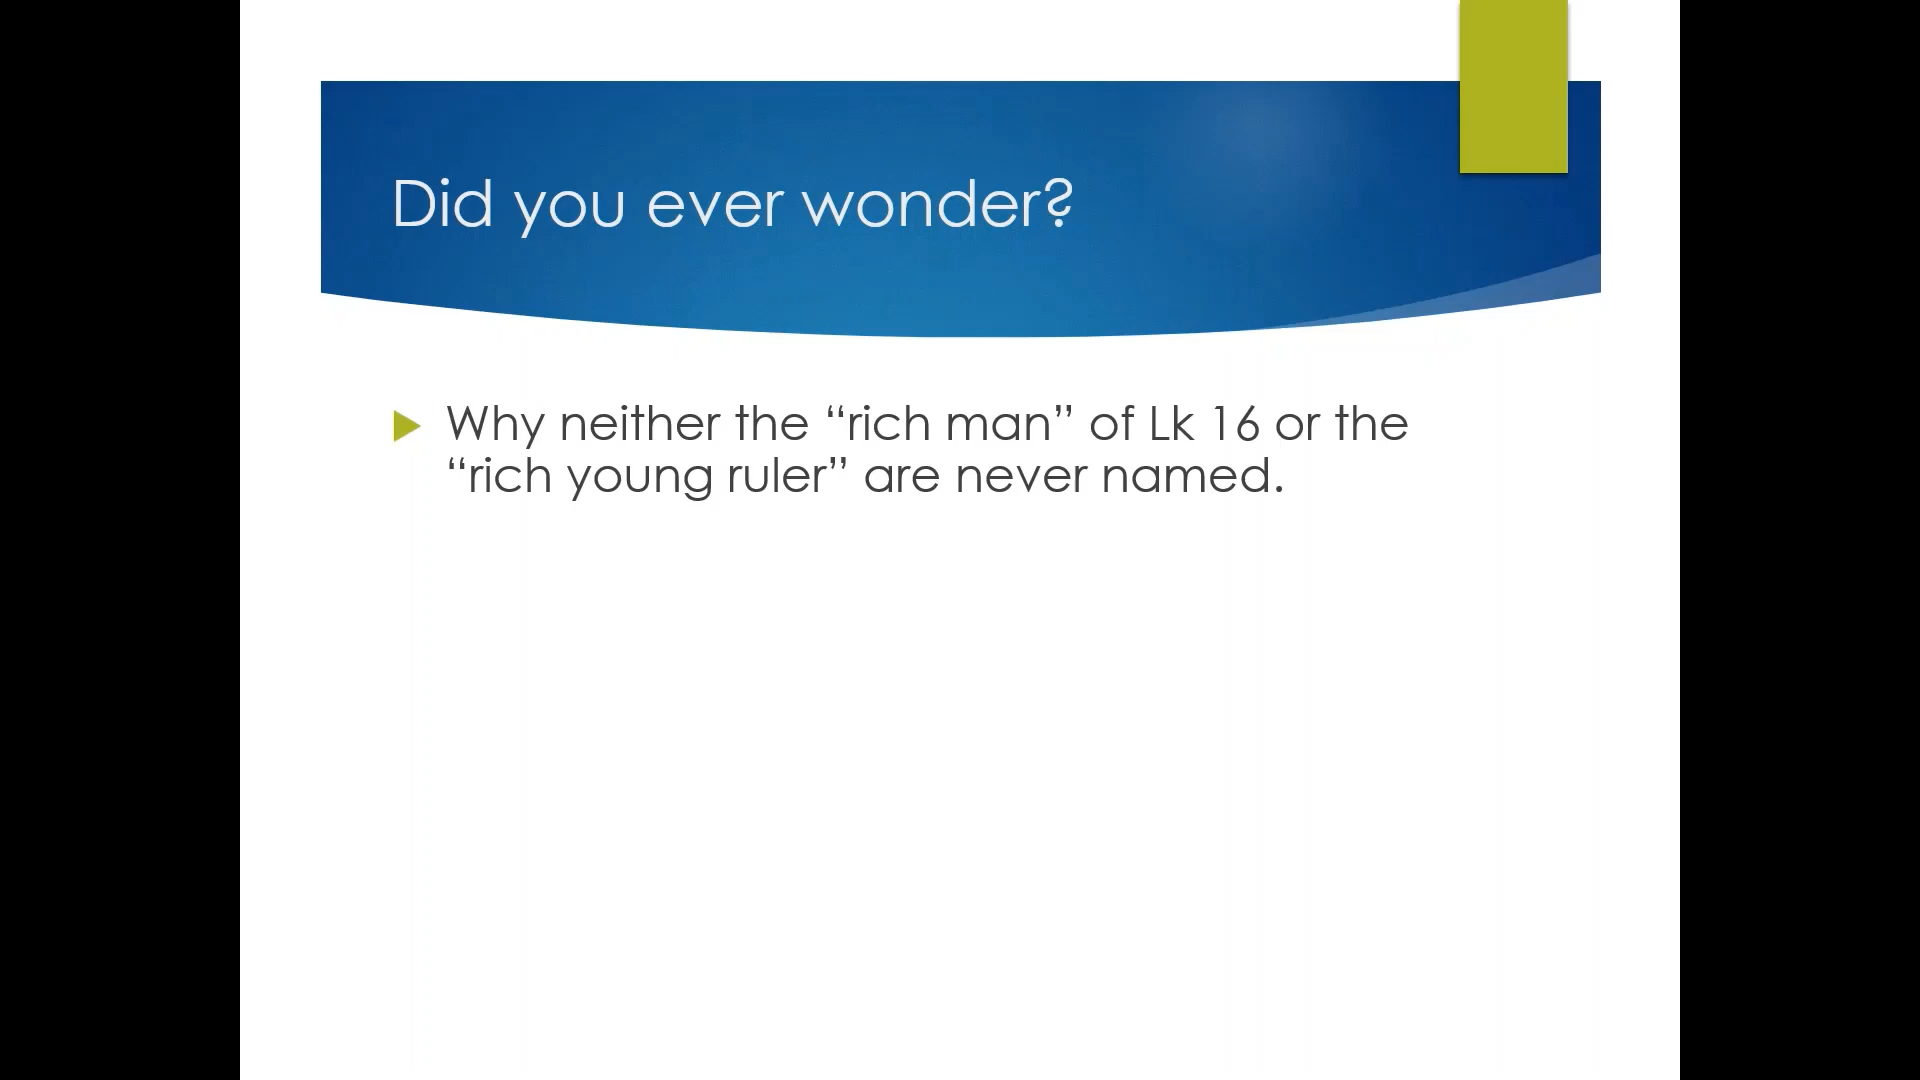 Did you ever wonder?
Why neither the “rich man” of Lk 16 or the
“rich young ruler” are never named.